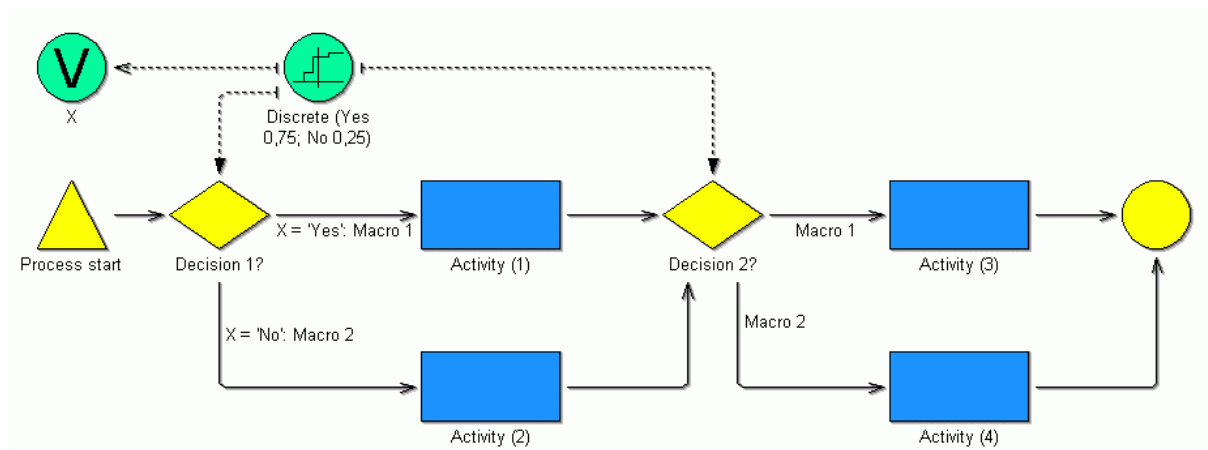 V
X
Discrete (Yes
0,75; No 0,25)
Process start
Decision 1?
X = 'Yes': Macro 1
Activity (1)
Decision 2?
Macro 1
Activity (3)
X = 'No': Macro 2
Macro 2
Activity (2)
Activity (4)